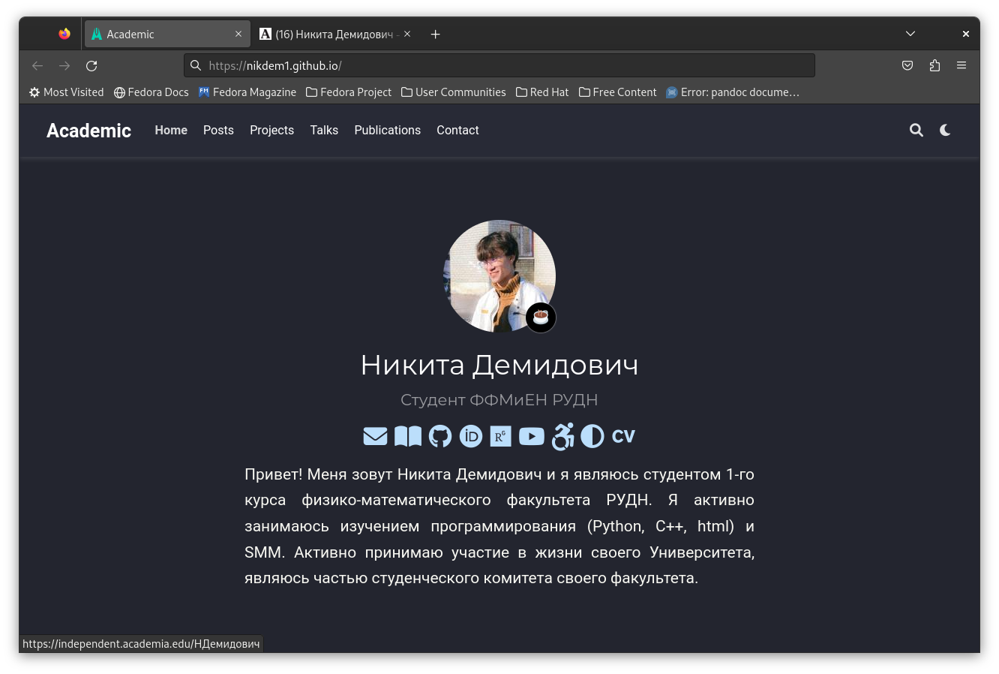 Academic
(16) Никита Демидович -
https://nikdem1.github.io/
Most Visited Fedora Docs Fedora Magazine Fedora Project User Communities Red Hat Free Content Error: pandoc docume…
Academic Home Posts Projects Talks Publications Contact
Никита Демидович
Студент ФФМиЕН РУДН
iD RG CV
Привет! Меня зовут Никита Демидович и я являюсь студентом 1-го
курса физико-математического факультета РУДН. Я активно
занимаюсь изучением программирования (Python, C++, html) и
SMM. Активно принимаю участие в жизни своего Университета,
являюсь частью студенческого комитета своего факультета.
https://independent.academia.edu/НДемидович